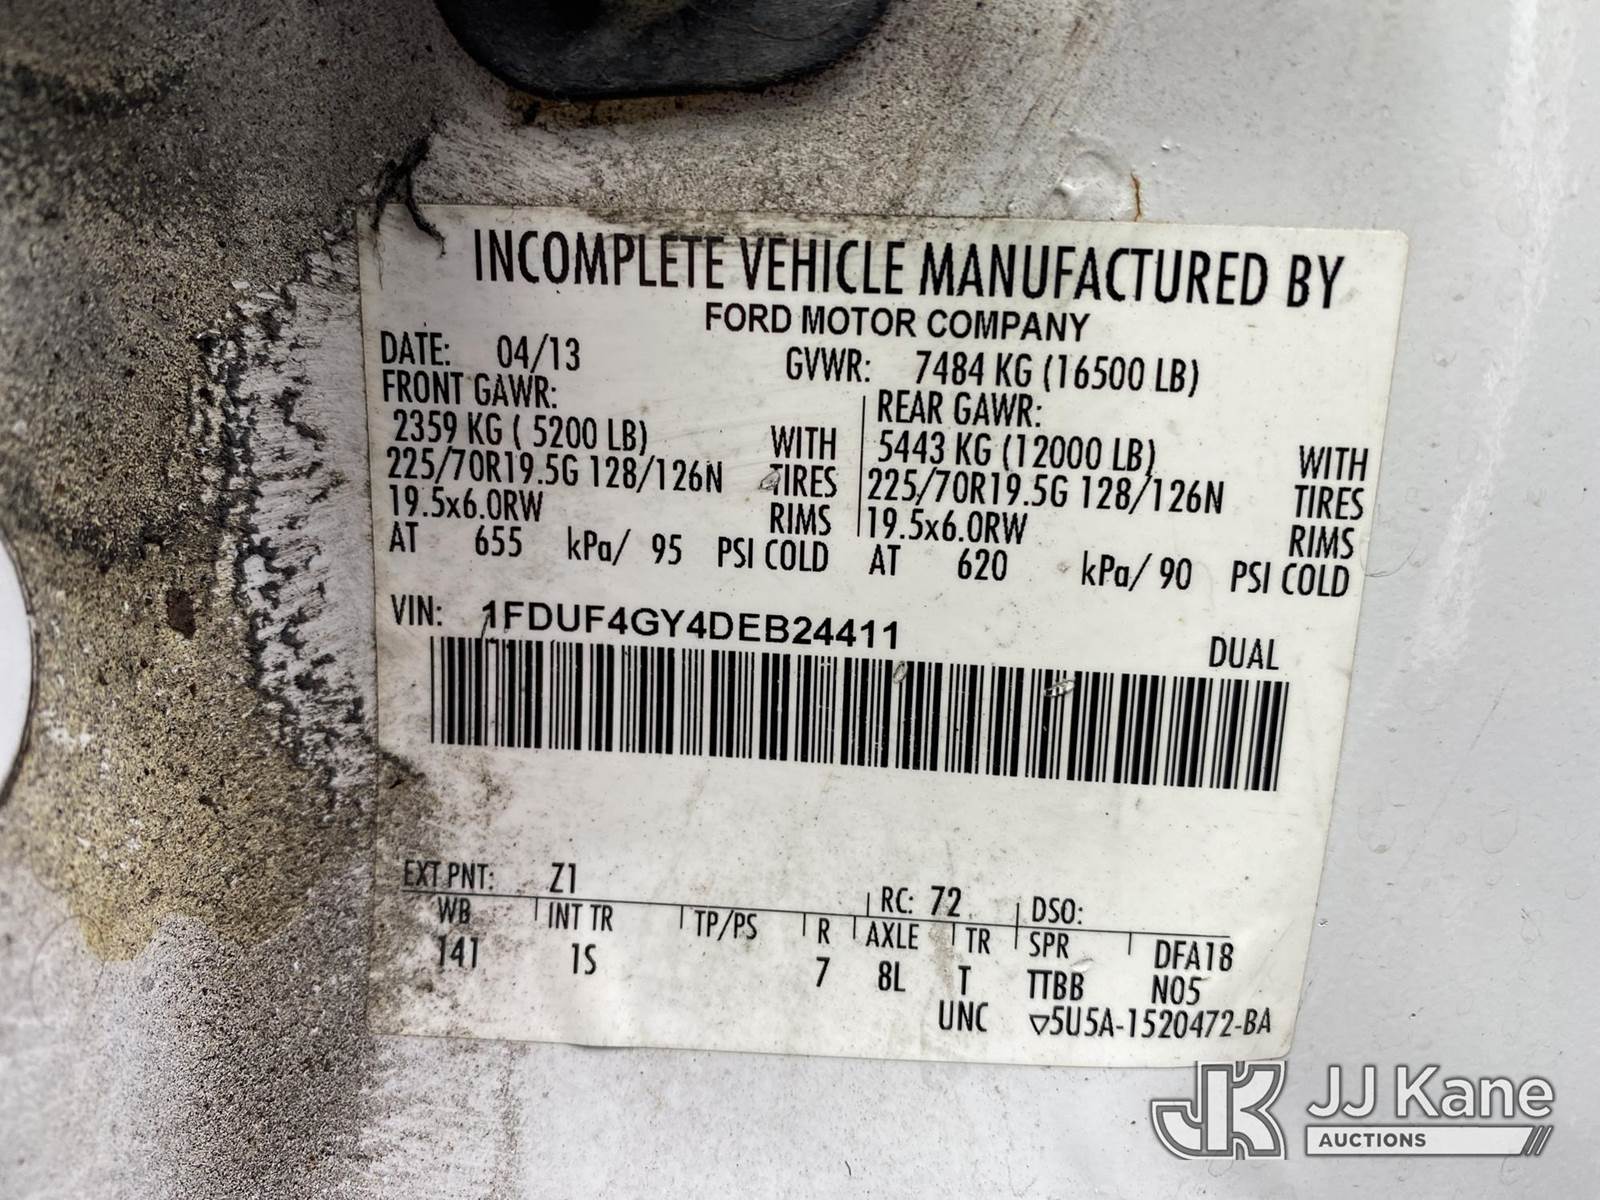 INCOMPLETE VEHICLE MANUFACTURED BY
FORD MOTOR COMPANY
DATE: 04/13 GVWR: 7484 KG (16500 LB)
FRONT GAWR: REAR GAWR:
2359 KG ( 5200 LB) WITH 5443 KG (12000 LB) WITH
225/70R19.5G 128/126N TIRES 225/70R19.5G 128/126N TIRES
19.5x6.0RW RIMS 19.5x6.0RW RIMS
AT 655 kPa/ 95 PSI COLD AT 620 kPa/ 90 PSI COLD
VIN: 1FDUF4GY4DEB24411
DUAL
EXT PNT: Z1 RC: 72 DSO:
WB INT TR TP/PS R AXLE TR SPR DFA18
141 1S 7 8L T TTBB N05
UNC ▽5U5A-1520472-BA
JK JJ Kane
AUCTIONS